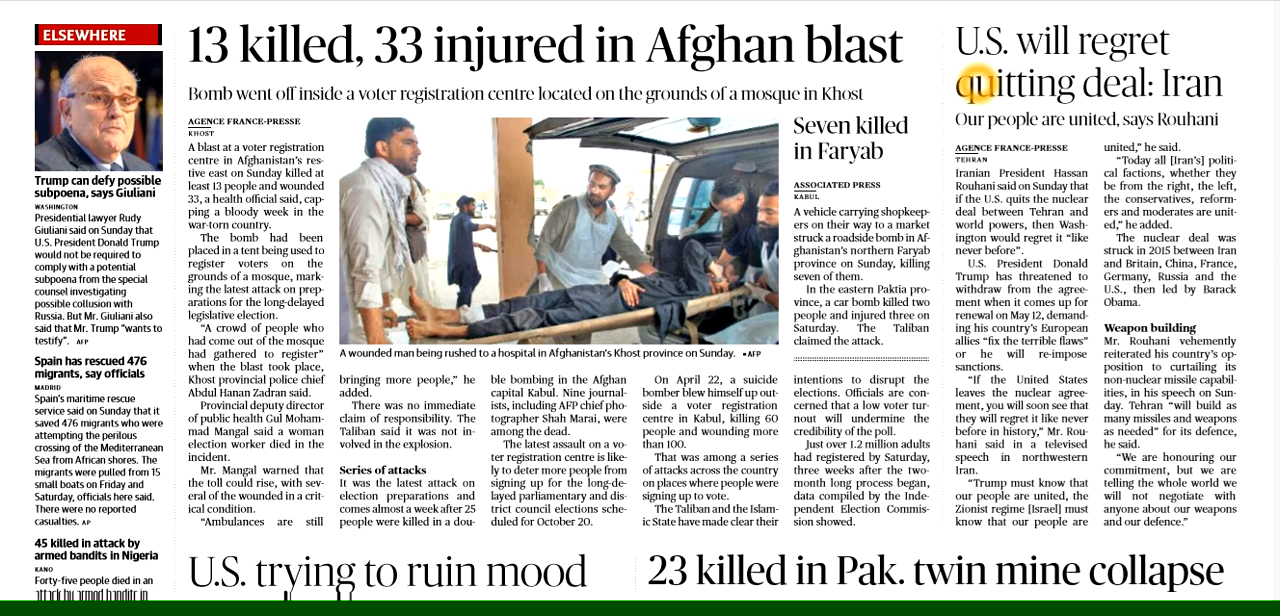 ELSEWHERE
Trump can defy possible
subpoena, says Giuliani
WASHINGTON
Presidential lawyer Rudy
Giuliani said on Sunday that
U.S. President Donald Trump
would not be required to
comply with a potential
subpoena from the special
counsel investigating
possible collusion with
Russia. But Mr. Giuliani also
said that Mr. Trump "wants to
testify". AFP
Spain has rescued 476
migrants, say officials
MADRID
Spain's maritime rescue
service said on Sunday that it
saved 476 migrants who were
attempting the perilous
crossing of the Mediterranean
Sea from African shores. The
migrants were pulled from 15
small boats on Friday and
Saturday, officials here said.
There were no reported
casualties. AP
45 killed in attack by
armed bandits in Nigeria
KANO
Forty-five people died in an
attack by armed bandits in
13 killed, 33 injured in Afghan blast
Bomb went off inside a voter registration centre located on the grounds of a mosque in Khost
AGENCE FRANCE-PRESSE
KHOST
A blast at a voter registration
centre in Afghanistan's res-
tive east on Sunday killed at
least 13 people and wounded
33, a health official said, cap-
ping a bloody week in the
war-torn country.
The bomb had been
placed in a tent being used to
register voters on the
grounds of a mosque, mark-
ing the latest attack on prep-
arations for the long-delayed
legislative election.
"A crowd of people who
had come out of the mosque
had gathered to register"
when the blast took place,
Khost provincial police chief
Abdul Hanan Zadran said.
Provincial deputy director
of public health Gul Moham-
mad Mangal said a woman
election worker died in the
incident.
Mr. Mangal warned that
the toll could rise, with sev-
eral of the wounded in a crit-
ical condition.
"Ambulances are still
A wounded man being rushed to a hospital in Afghanistan's Khost province on Sunday. • AFP
bringing more people," he
added.
There was no immediate
claim of responsibility. The
Taliban said it was not in-
volved in the explosion.
Series of attacks
It was the latest attack on
election preparations and
comes almost a week after 25
people were killed in a dou-
ble bombing in the Afghan
capital Kabul. Nine journal-
ists, including AFP chief pho-
tographer Shah Marai, were
among the dead.
The latest assault on a vo-
ter registration centre is like-
ly to deter more people from
signing up for the long-de-
layed parliamentary and dis-
trict council elections sche-
duled for October 20.
On April 22, a suicide
bomber blew himself up out-
side a voter registration
centre in Kabul, killing 60
people and wounding more
than 100.
That was among a series
of attacks across the country
on places where people were
signing up to vote.
The Taliban and the Islam-
ic State have made clear their
intentions to disrupt the
elections. Officials are con-
cerned that a low voter tur-
nout will undermine the
credibility of the poll.
Just over 1.2 million adults
had registered by Saturday,
three weeks after the two-
month long process began,
data compiled by the Inde-
pendent Election Commis-
sion showed.
Seven killed
in Faryab
ASSOCIATED PRESS
KABUL
A vehicle carrying shopkeep-
ers on their way to a market
struck a roadside bomb in Af-
ghanistan's northern Faryab
province on Sunday, killing
seven of them.
In the eastern Paktia pro-
vince, a car bomb killed two
people and injured three on
Saturday. The Taliban
claimed the attack.
U.S. will regret
quitting deal: Iran
Our people are united, says Rouhani
AGENCE FRANCE-PRESSE
TEHRAN
Iranian President Hassan
Rouhani said on Sunday that
if the U.S. quits the nuclear
deal between Tehran and
world powers, then Wash-
ington would regret it "like
never before".
U.S. President Donald
Trump has threatened to
withdraw from the agree-
ment when it comes up for
renewal on May 12, demand-
ing his country's European
allies "fix the terrible flaws"
or he will re-impose
sanctions.
"If the United States
leaves the nuclear agree-
ment, you will soon see that
they will regret it like never
before in history," Mr. Rou-
hani said in a televised
speech in northwestern
Iran.
"Trump must know that
our people are united, the
Zionist regime [Israel] must
know that our people are
united," he said.
"Today all [Iran's] politi-
cal factions, whether they
be from the right, the left,
the conservatives, reform-
ers and moderates are unit-
ed," he added.
The nuclear deal was
struck in 2015 between Iran
and Britain, China, France,
Germany, Russia and the
U.S., then led by Barack
Obama.
Weapon building
Mr. Rouhani vehemently
reiterated his country's op-
position to curtailing its
non-nuclear missile capabil-
ities, in his speech on Sun-
day. Tehran "will build as
many missiles and weapons
as needed" for its defence,
he said.
"We are honouring our
commitment, but we are
telling the whole world we
will not negotiate with
anyone about our weapons
and our defence."
U.S. trying to ruin mood
23 killed in Pak. twin mine collapse